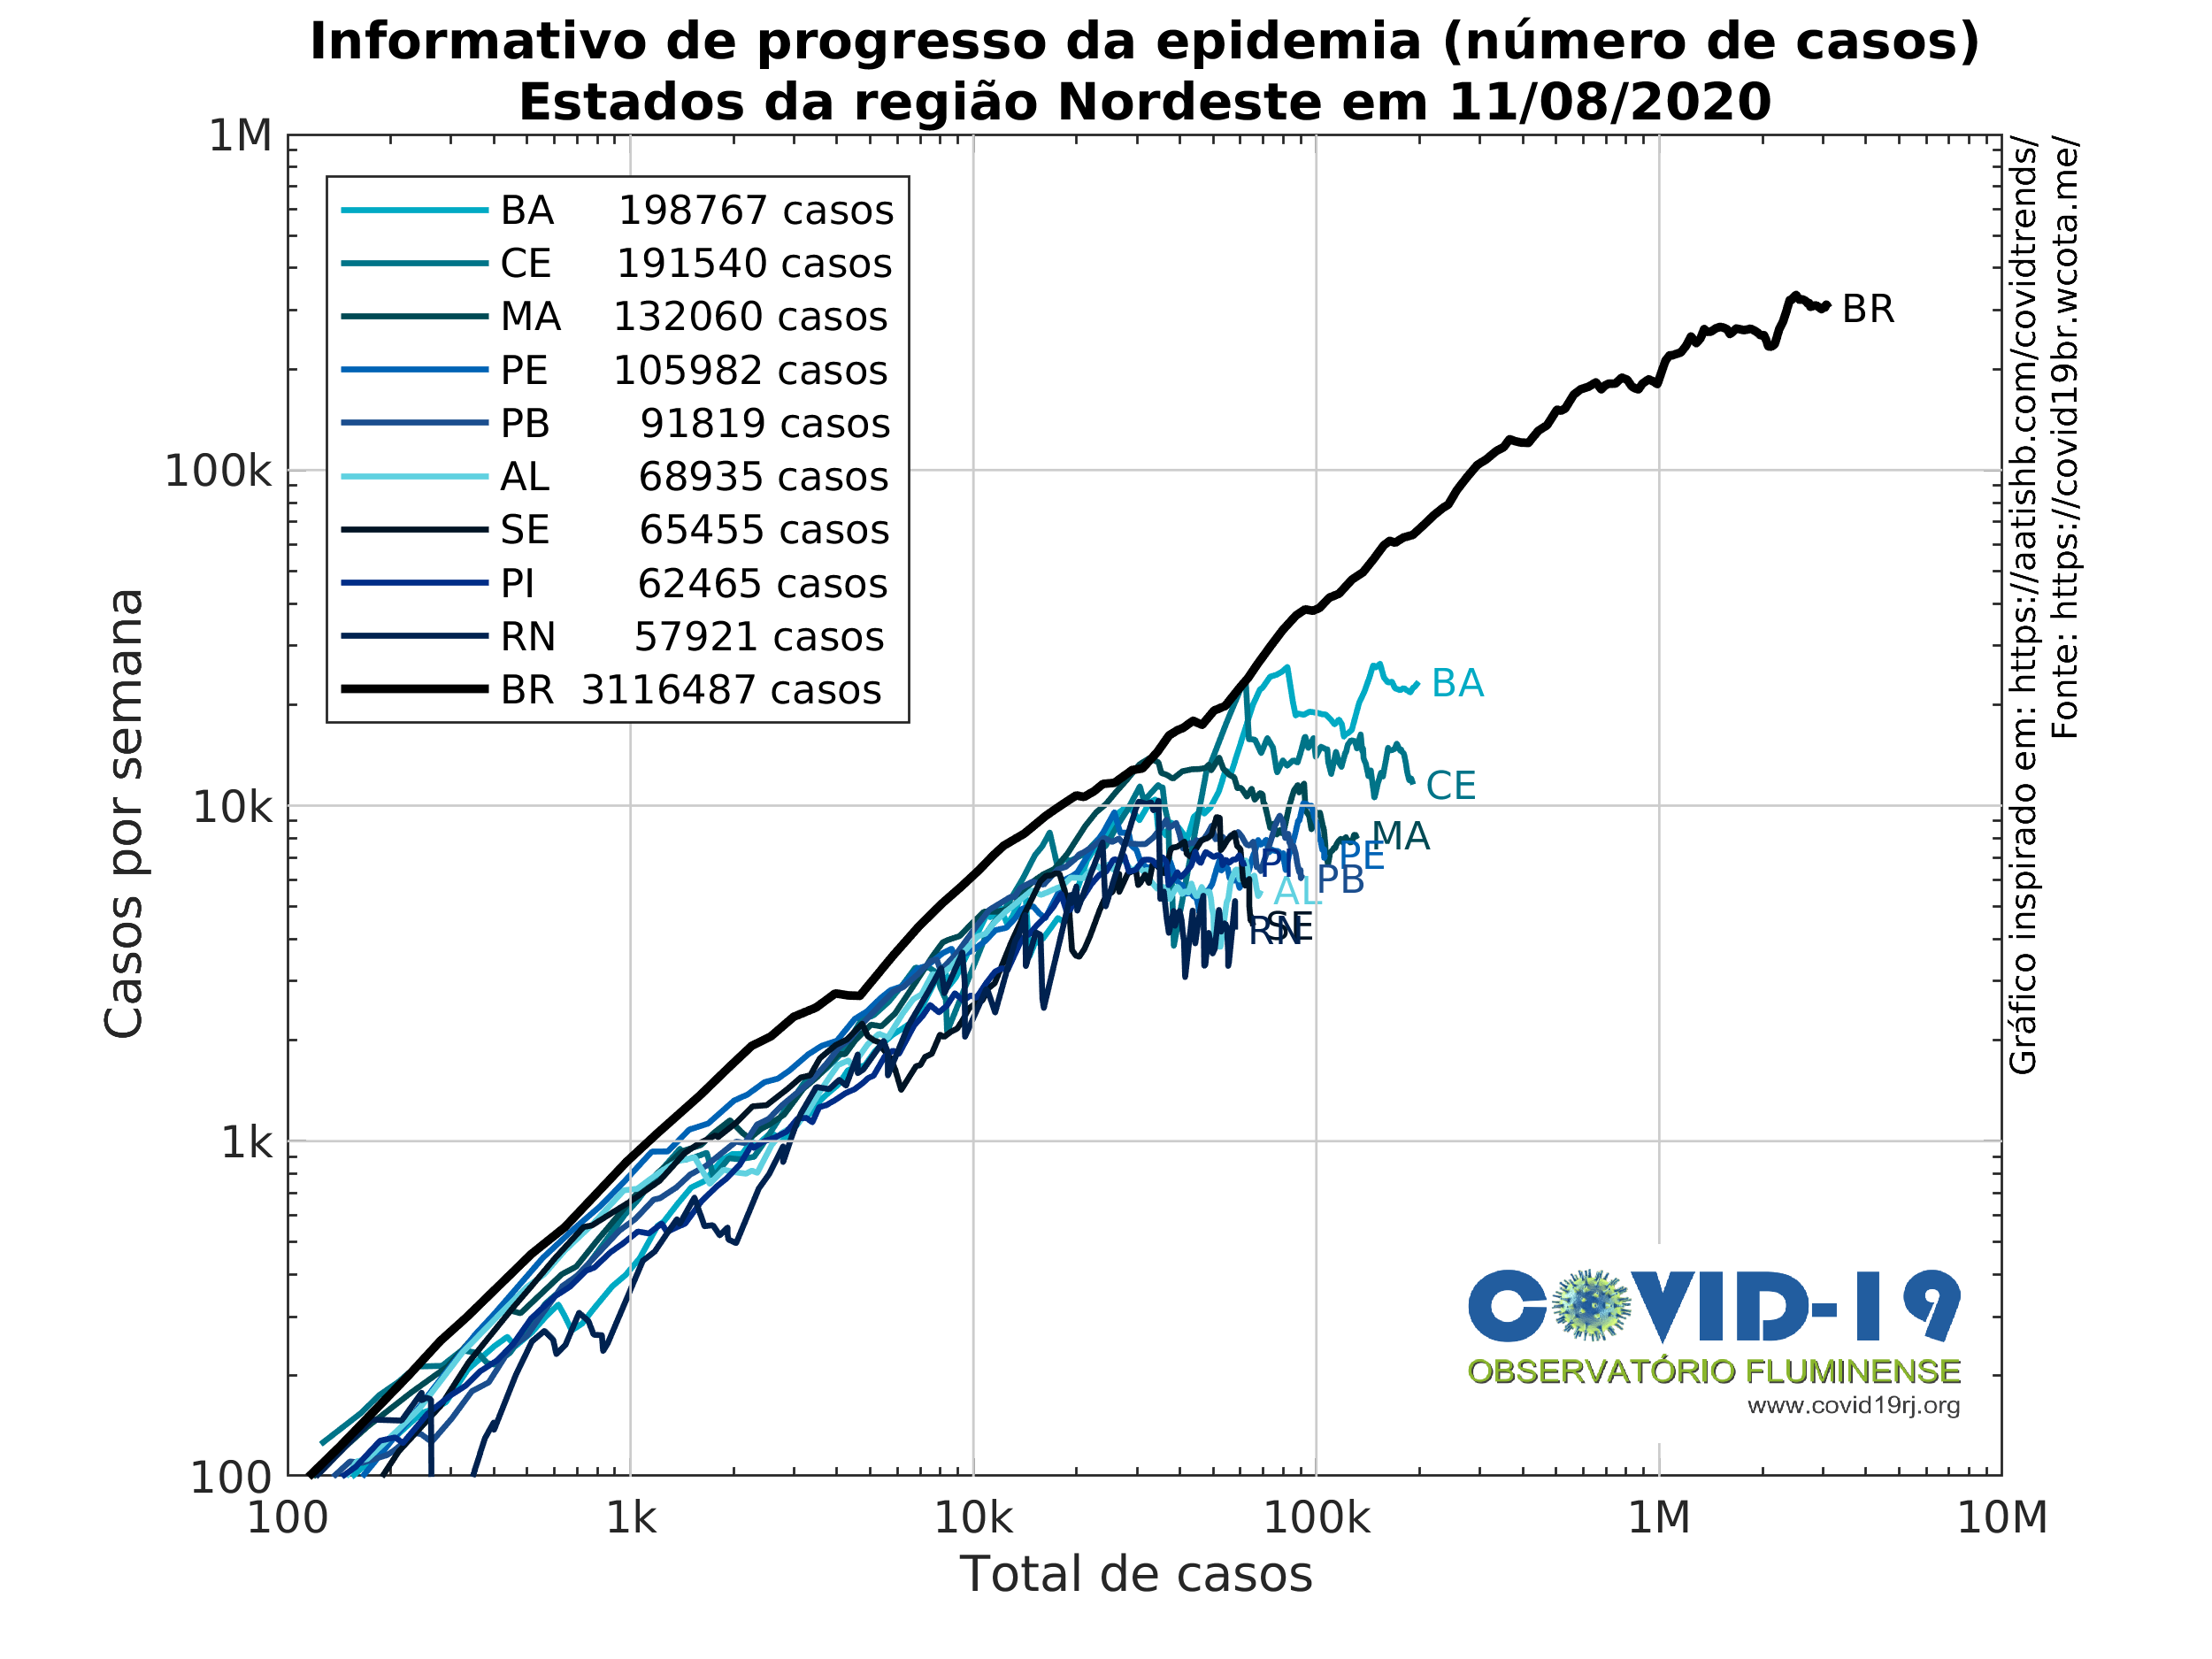 Informativo de progresso da epidemia (número de casos)
Estados da região Nordeste em 11/08/2020
1M
100k
10k
1k
100
Casos por semana
BA 198767 casos
CE 191540 casos
MA 132060 casos
PE 105982 casos
PB 91819 casos
AL 68935 casos
SE 65455 casos
PI 62465 casos
RN 57921 casos
BR 3116487 casos
BR
BA
CE
MA
PE
PI
PB
AL
SE
RN
Gráfico inspirado em: https://aatishb.com/covidtrends/
Fonte: https://covid19br.wcota.me/
COVID-19
OBSERVATÓRIO FLUMINENSE
www.covid19rj.org
100
1k
10k
100k
1M
10M
Total de casos